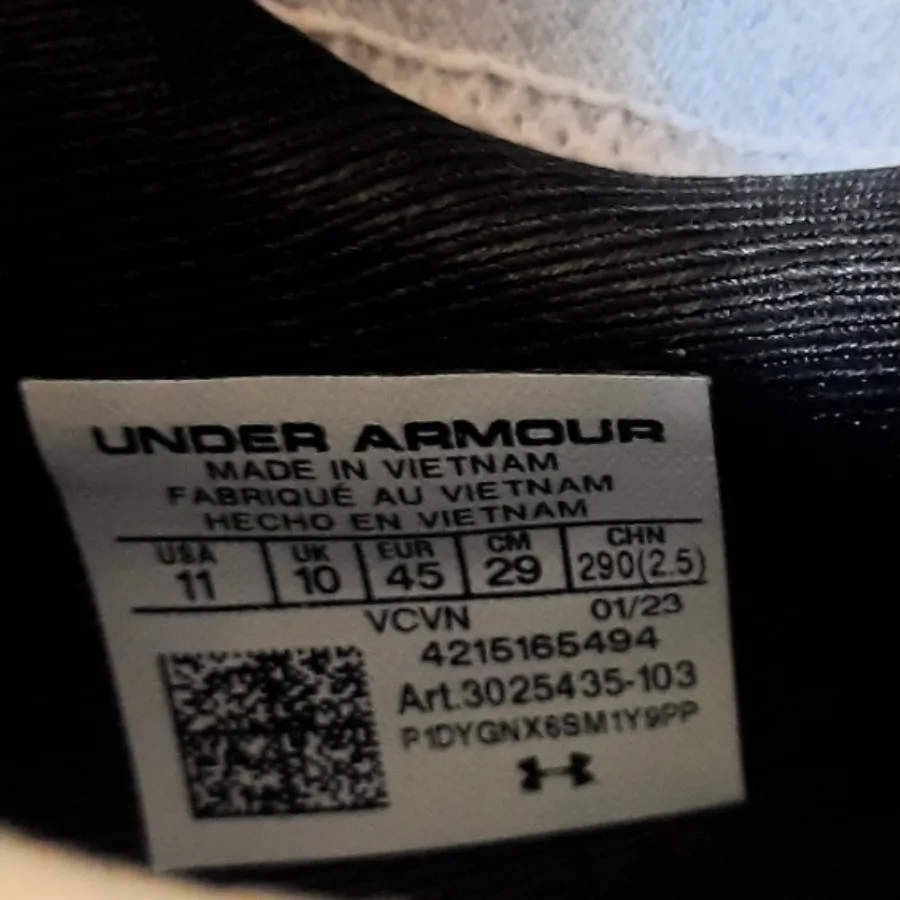 UNDER ARMOUR
MADE IN VIETNAM
FABRIQUÉ AU VIETNAM
HECHO EN VIETNAM
USA UK EUR CM CHN
11 10 45 29 290(2.5)
VCVN 01/23
4215165494
Art.3025435-103
P1DYGNX6SM1Y9PP